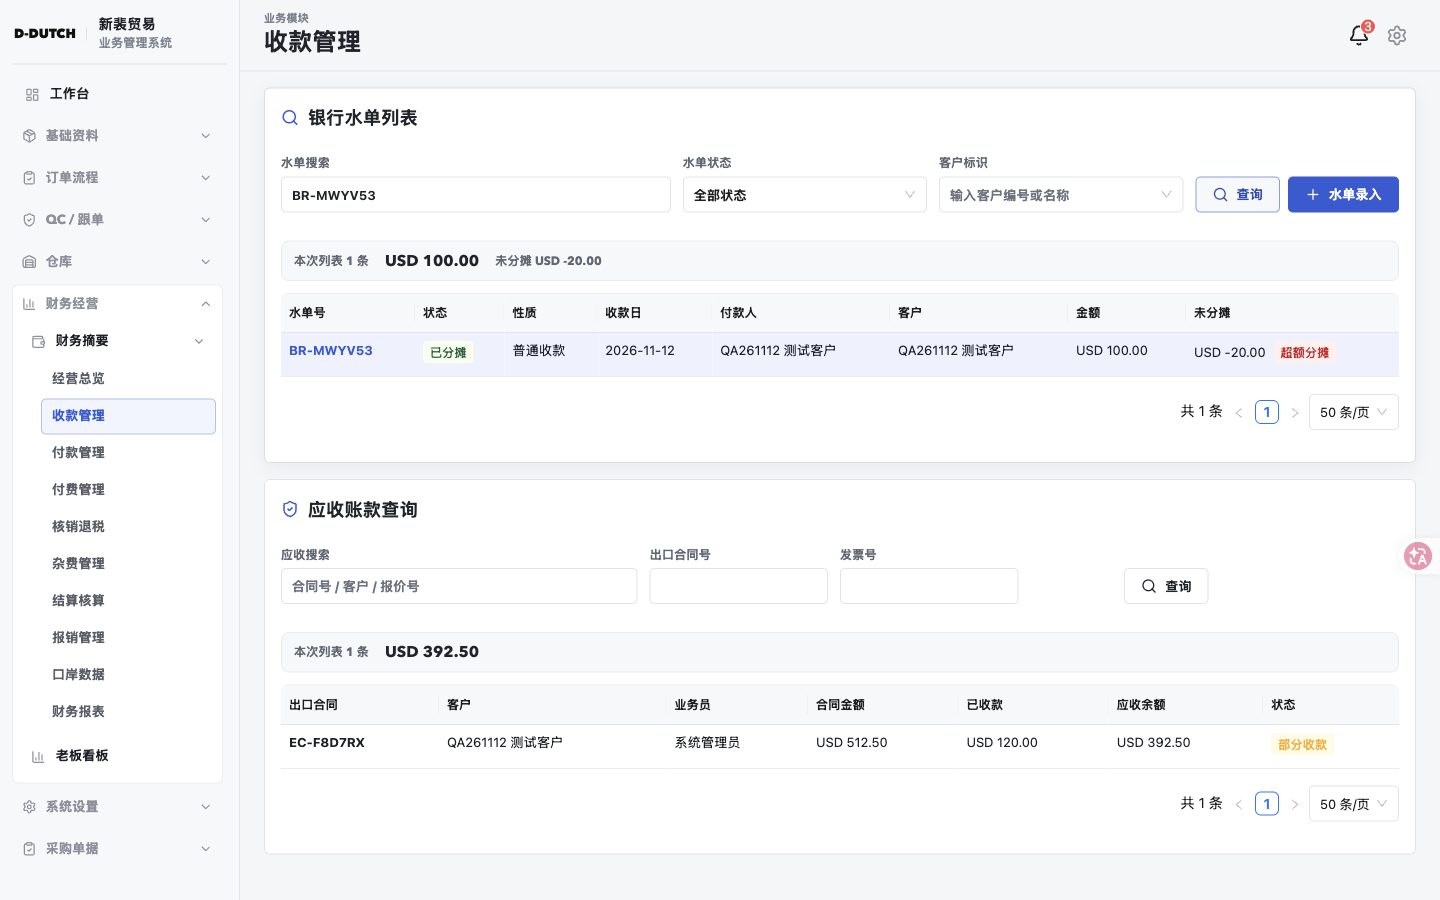 D-DUTCH
新裴贸易
业务管理系统
工作台
基础资料
订单流程
QC / 跟单
仓库
财务经营
财务摘要
经营总览
收款管理
付款管理
付费管理
核销退税
杂费管理
结算核算
报销管理
口岸数据
财务报表
老板看板
系统设置
采购单据
业务模块
收款管理
3
银行水单列表
水单搜索 水单状态 客户标识
BR-MWYV53 全部状态 输入客户编号或名称 查询 水单录入
本次列表 1 条 USD 100.00 未分摊 USD -20.00
水单号 状态 性质 收款日 付款人 客户 金额 未分摊
BR-MWYV53 已分摊 普通收款 2026-11-12 QA261112 测试客户 QA261112 测试客户 USD 100.00 USD -20.00 超额分摊
共 1 条 1 50 条/页
应收账款查询
应收搜索 出口合同号 发票号
合同号 / 客户 / 报价号 查询
本次列表 1 条 USD 392.50
出口合同 客户 业务员 合同金额 已收款 应收余额 状态
EC-F8D7RX QA261112 测试客户 系统管理员 USD 512.50 USD 120.00 USD 392.50 部分收款
共 1 条 1 50 条/页